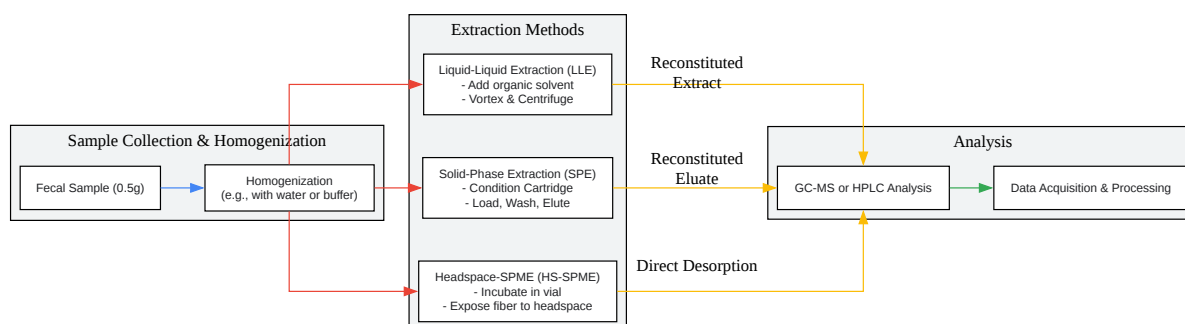 Sample Collection & Homogenization
Fecal Sample (0.5g)
Homogenization
(e.g., with water or buffer)
Extraction Methods
Liquid-Liquid Extraction (LLE)
- Add organic solvent
- Vortex & Centrifuge
Solid-Phase Extraction (SPE)
- Condition Cartridge
- Load, Wash, Elute
Headspace-SPME (HS-SPME)
- Incubate in vial
- Expose fiber to headspace
Reconstituted
Extract
Reconstituted
Eluate
Direct Desorption
Analysis
GC-MS or HPLC Analysis
Data Acquisition & Processing